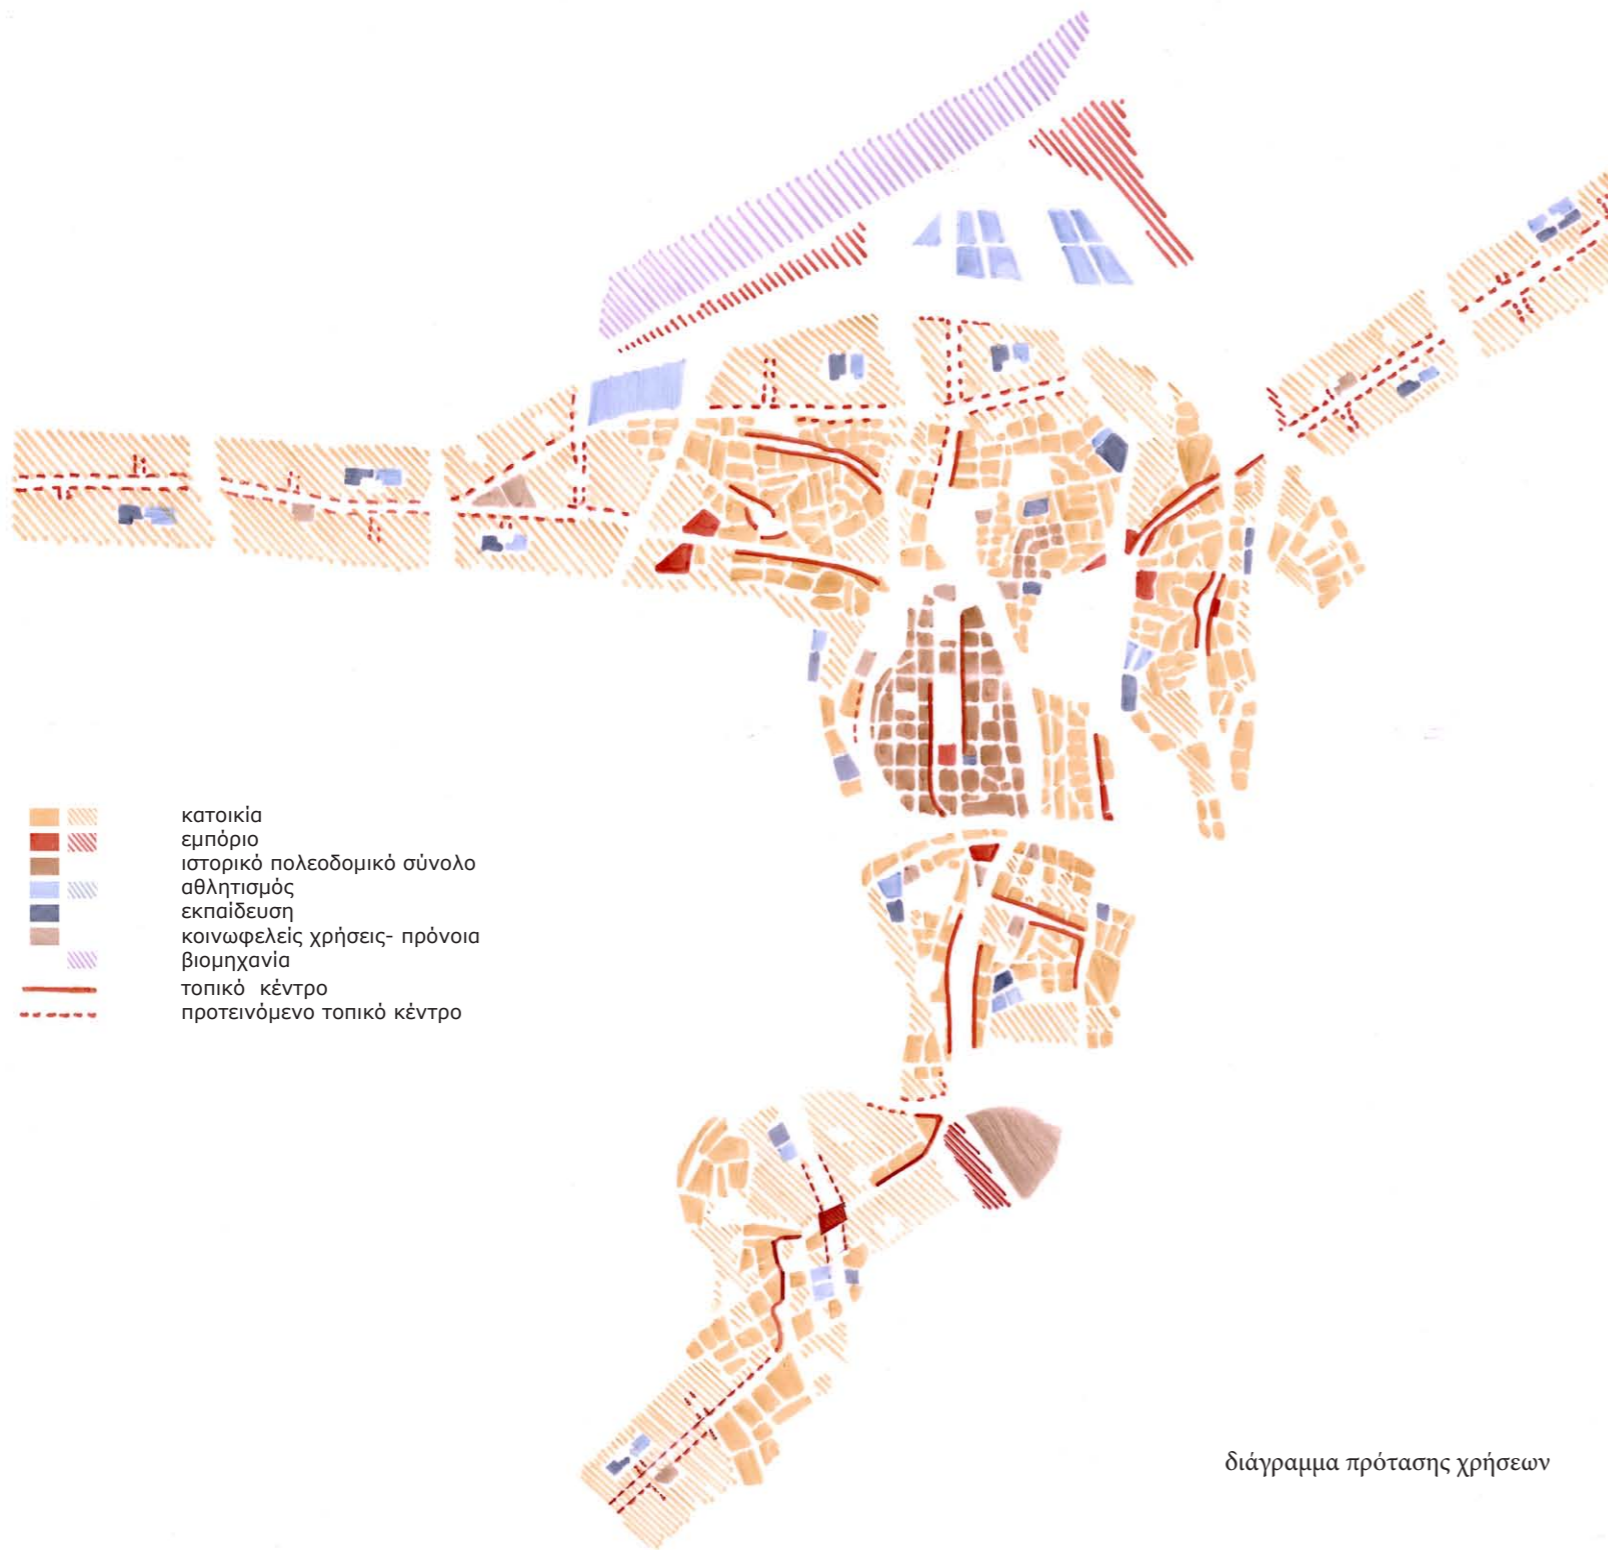 κατοικία
εμπόριο
ιστορικό πολεοδομικό σύνολο
αθλητισμός
εκπαίδευση
κοινωφελείς χρήσεις- πρόνοια
βιομηχανία
τοπικό κέντρο
προτεινόμενο τοπικό κέντρο
διάγραμμα πρότασης χρήσεων